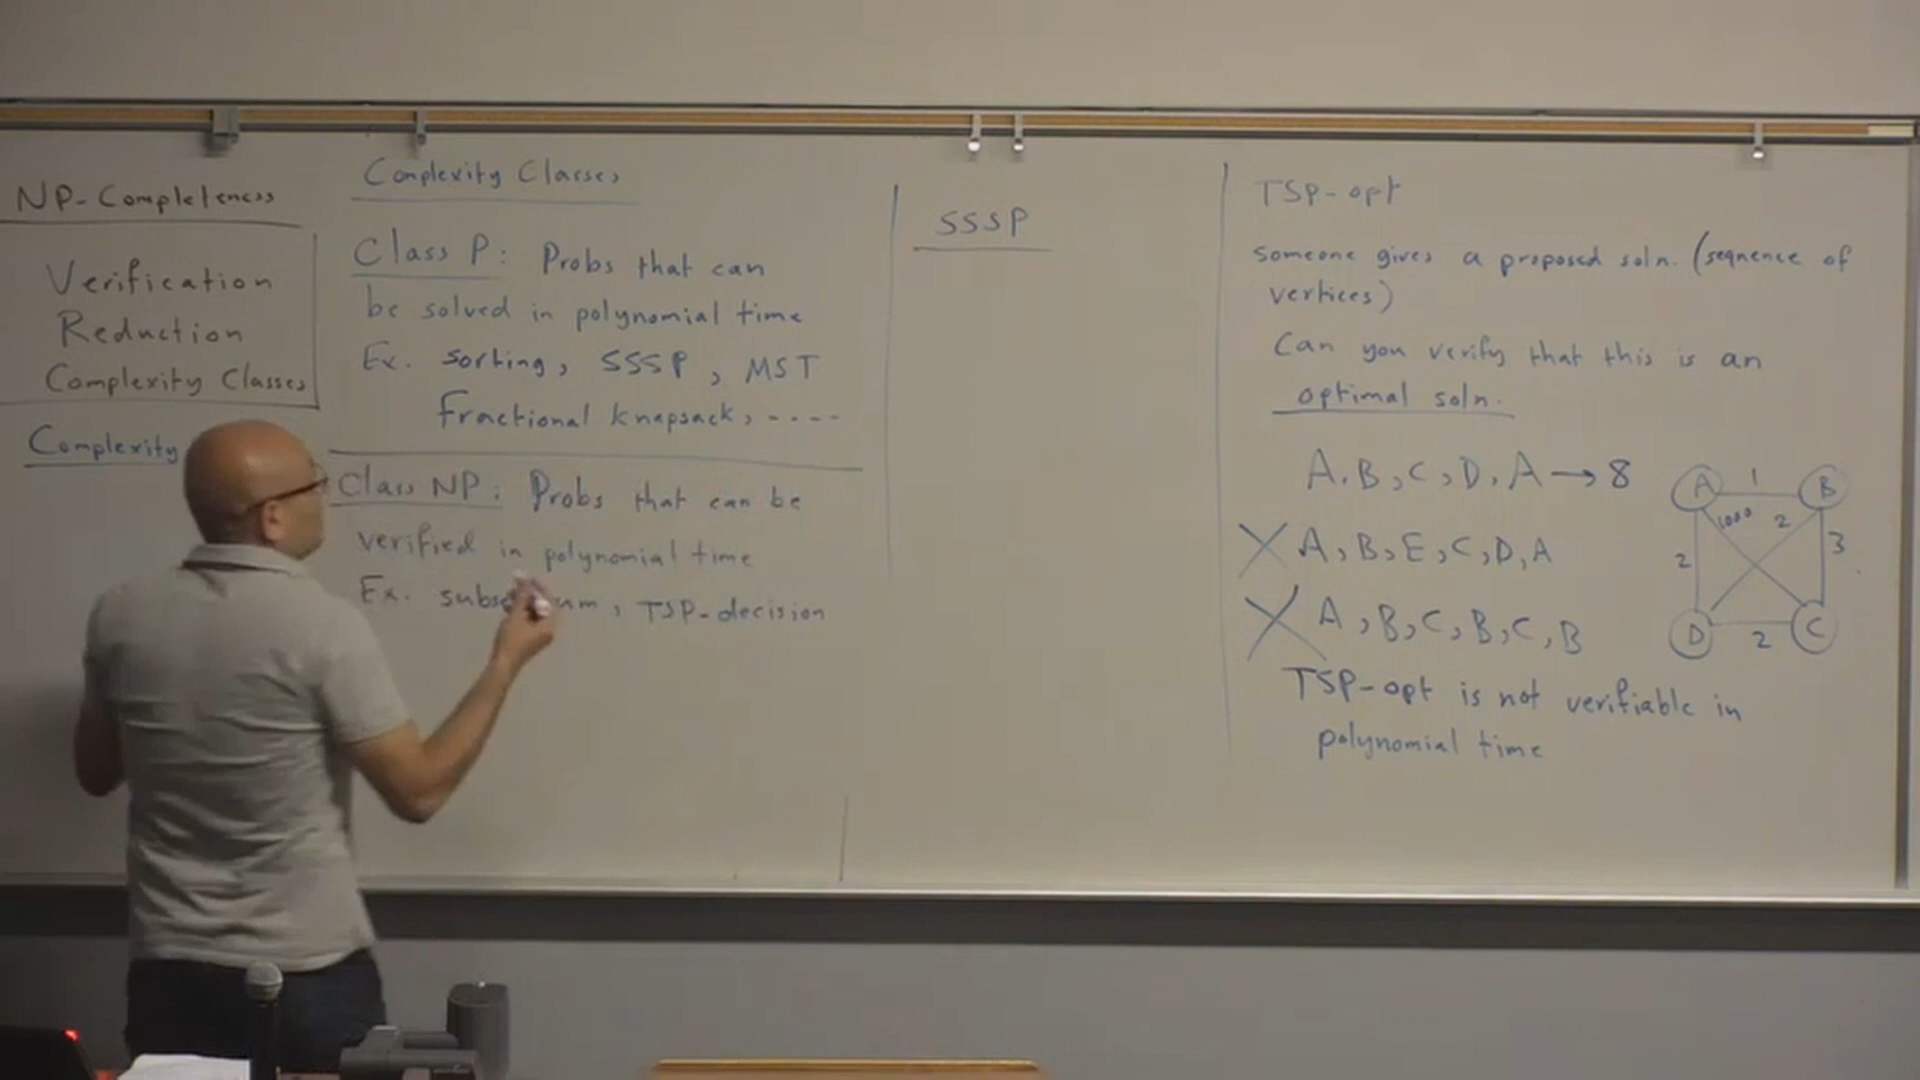 NP-Completeness
Verification
Reduction
Complexity Classes
Complexity
Complexity Classes
Class P: Probs that can
be solved in polynomial time
Ex. sorting, SSSP, MST
Fractional knapsack, ----
Class NP: Probs that can be
verified in polynomial time
Ex. , TSP-decision
SSSP
TSP-opt
someone gives a proposed soln. (sequence of
vertices)
Can you verify that this is an
optimal soln.
A, B, C, D, A → 8
A, B, E, C, D, A
A, B, C, B, C, B
TSP-opt is not verifiable in
polynomial time
A 1 B
1000 2
2 3
D 2 C